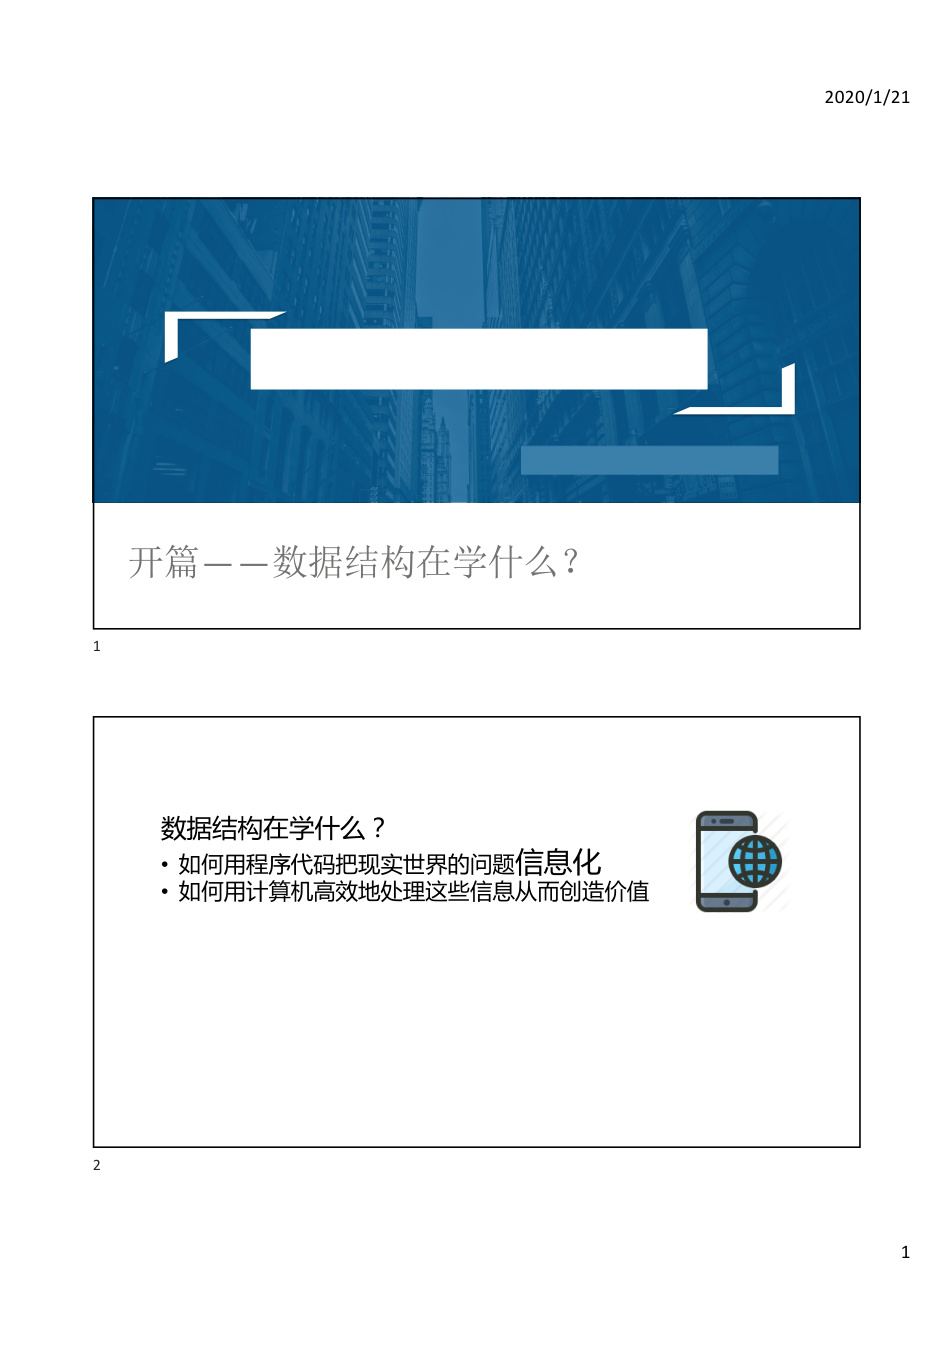 2020/1/21
开篇——数据结构在学什么？
1
数据结构在学什么？
• 如何用程序代码把现实世界的问题信息化
• 如何用计算机高效地处理这些信息从而创造价值
2
1